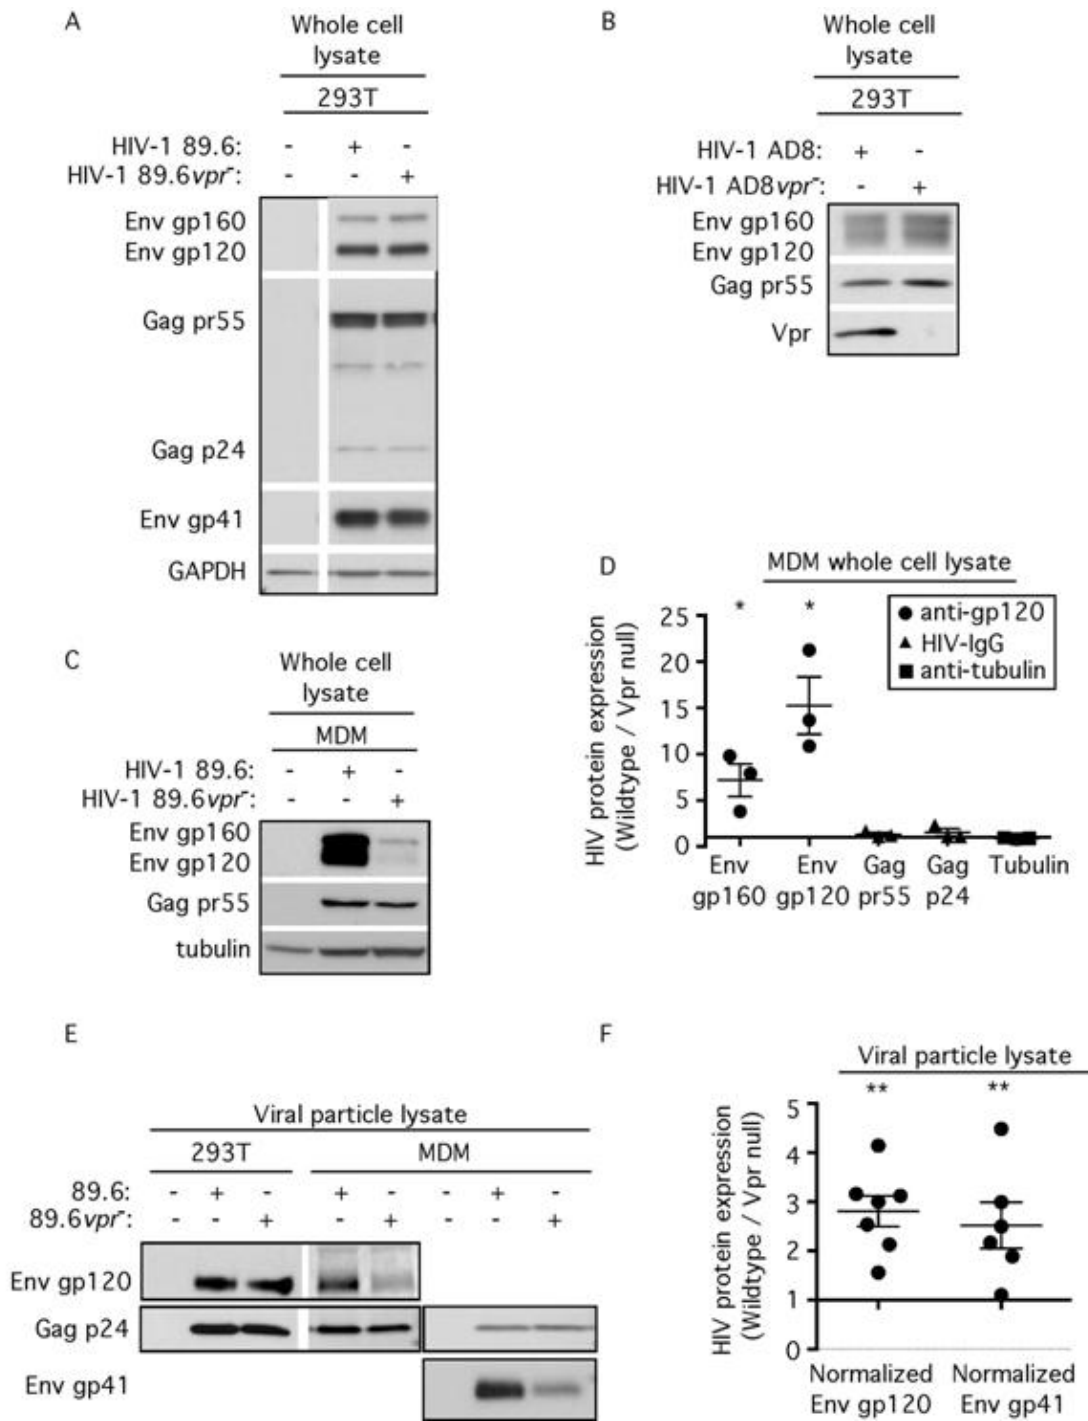 A
Whole cell
lysate
293T
HIV-1 89.6: - + -
HIV-1 89.6vpr⁻: - - +
Env gp160
Env gp120
Gag pr55
Gag p24
Env gp41
GAPDH
B
Whole cell
lysate
293T
HIV-1 AD8: + -
HIV-1 AD8vpr⁻: - +
Env gp160
Env gp120
Gag pr55
Vpr
C
Whole cell
lysate
MDM
HIV-1 89.6: - + -
HIV-1 89.6vpr⁻: - - +
Env gp160
Env gp120
Gag pr55
tubulin
D
MDM whole cell lysate
HIV protein expression
(Wildtype / Vpr null)
25
20
15
10
5
1
* *
anti-gp120
HIV-IgG
anti-tubulin
Env Env Gag Gag Tubulin
gp160 gp120 pr55 p24
E
Viral particle lysate
293T MDM
89.6: - + - + - - + -
89.6vpr⁻: - - + - + - - +
Env gp120
Gag p24
Env gp41
F
Viral particle lysate
** **
HIV protein expression
(Wildtype / Vpr null)
5
4
3
2
1
0
Normalized Normalized
Env gp120 Env gp41